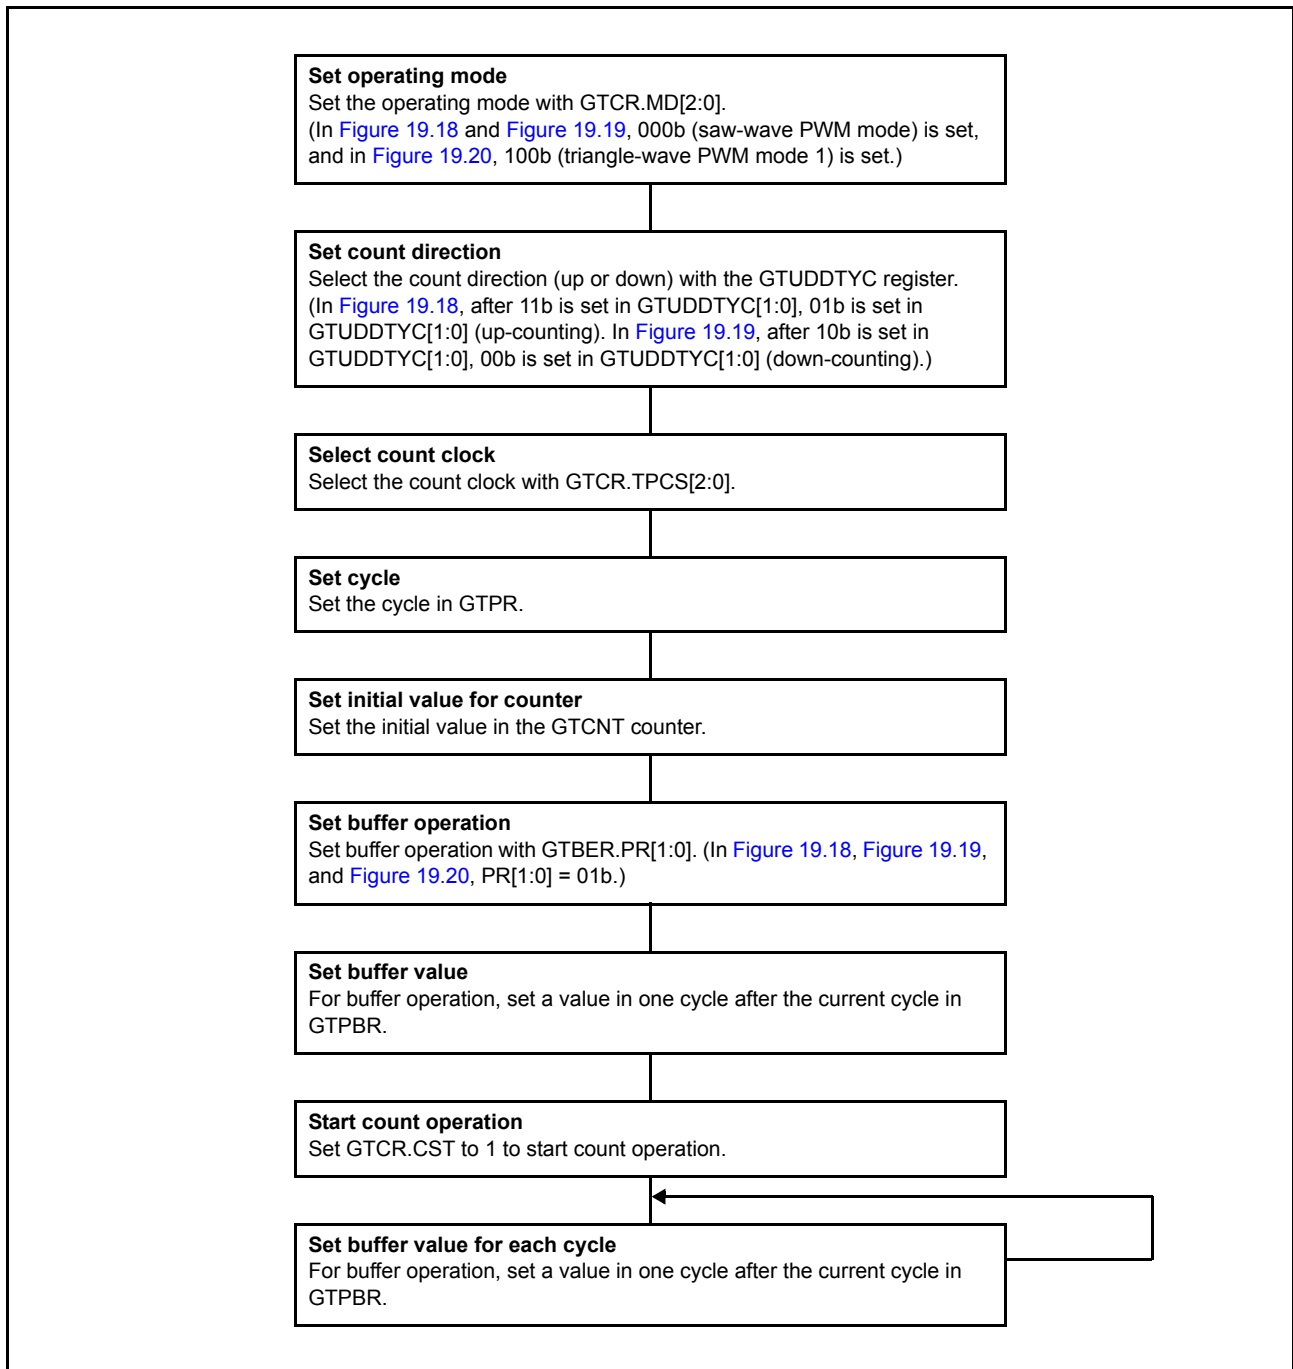 Set operating mode
Set the operating mode with GTCR.MD[2:0].
(In Figure 19.18 and Figure 19.19, 000b (saw-wave PWM mode) is set,
and in Figure 19.20, 100b (triangle-wave PWM mode 1) is set.)
Set count direction
Select the count direction (up or down) with the GTUDDTYC register.
(In Figure 19.18, after 11b is set in GTUDDTYC[1:0], 01b is set in
GTUDDTYC[1:0] (up-counting). In Figure 19.19, after 10b is set in
GTUDDTYC[1:0], 00b is set in GTUDDTYC[1:0] (down-counting).)
Select count clock
Select the count clock with GTCR.TPCS[2:0].
Set cycle
Set the cycle in GTPR.
Set initial value for counter
Set the initial value in the GTCNT counter.
Set buffer operation
Set buffer operation with GTBER.PR[1:0]. (In Figure 19.18, Figure 19.19,
and Figure 19.20, PR[1:0] = 01b.)
Set buffer value
For buffer operation, set a value in one cycle after the current cycle in
GTPBR.
Start count operation
Set GTCR.CST to 1 to start count operation.
Set buffer value for each cycle
For buffer operation, set a value in one cycle after the current cycle in
GTPBR.